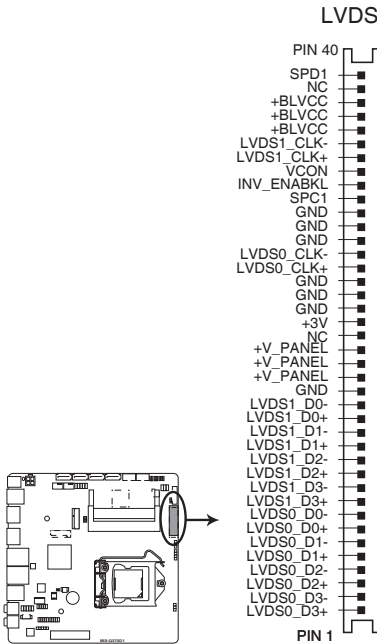 LVDS
PIN 40
SPD1
NC
+BLVCC
+BLVCC
+BLVCC
LVDS1_CLK-
LVDS1_CLK+
VCON
INV_ENABKL
SPC1
GND
GND
GND
LVDS0_CLK-
LVDS0_CLK+
GND
GND
GND
+3V
NC
+V_PANEL
+V_PANEL
+V_PANEL
GND
LVDS1_D0-
LVDS1_D0+
LVDS1_D1-
LVDS1_D1+
LVDS1_D2-
LVDS1_D2+
LVDS1_D3-
LVDS1_D3+
LVDS0_D0-
LVDS0_D0+
LVDS0_D1-
LVDS0_D1+
LVDS0_D2-
LVDS0_D2+
LVDS0_D3-
LVDS0_D3+
PIN 1